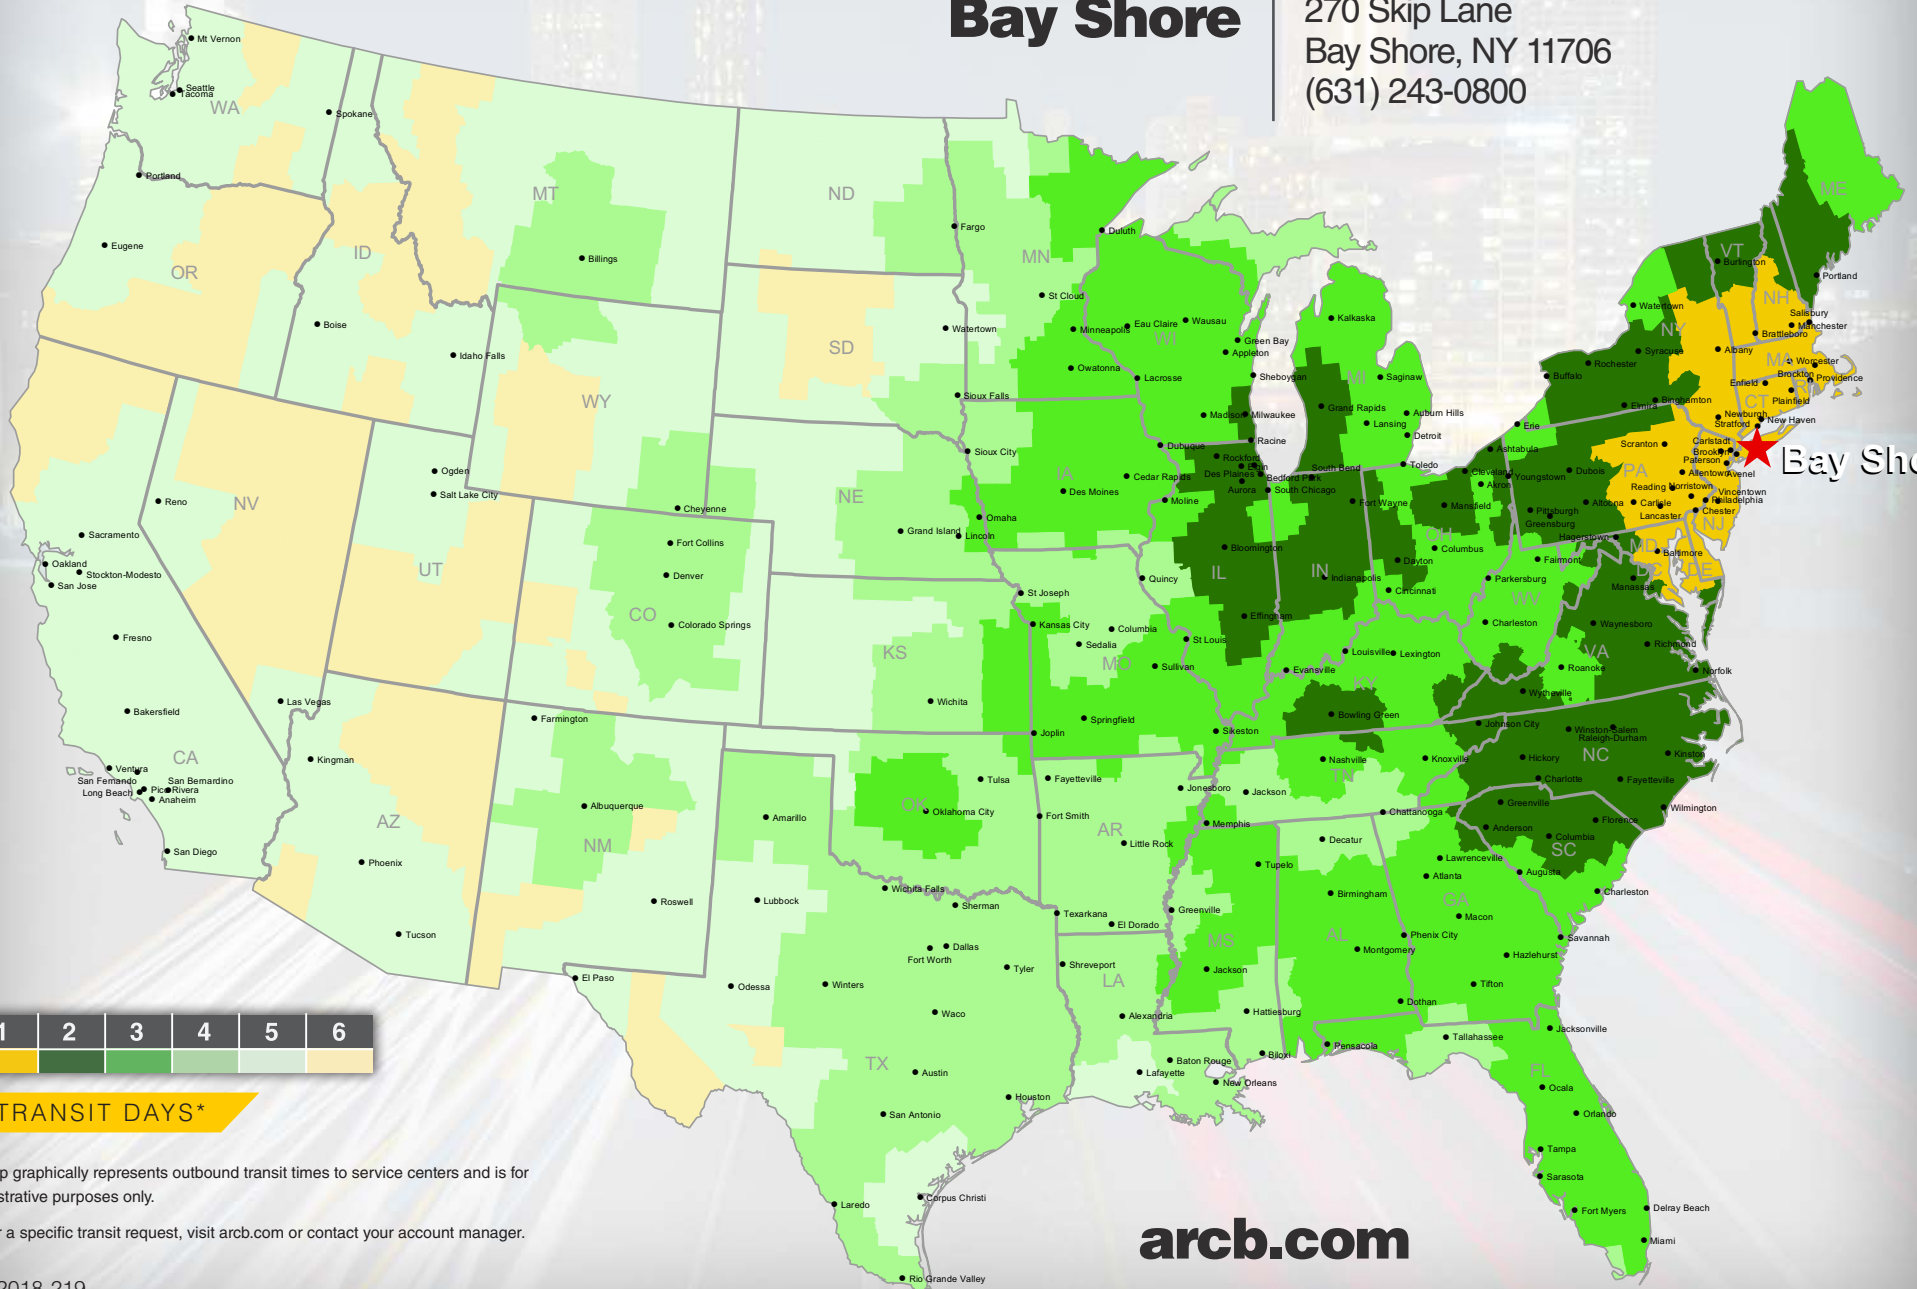 Bay Shore
270 Skip Lane
Bay Shore, NY 11706
(631) 243-0800
Mt Vernon
Seattle
Tacoma
WA
Spokane
Portland
Eugene
OR
ID
Boise
Idaho Falls
MT
Billings
ND
Fargo
MN
Duluth
St Cloud
Minneapolis
Owatonna
Watertown
SD
Sioux Falls
WY
Cheyenne
Eau Claire
Wausau
WI
Green Bay
Appleton
Lacrosse
Sheboygan
Madison
Milwaukee
Racine
Kalkaska
MI
Saginaw
Grand Rapids
Lansing
Auburn Hills
Detroit
ME
VT
Burlington
Portland
NH
Salisbury
Manchester
Brattleboro
Watertown
NY
Syracuse
Rochester
Buffalo
Albany
MA
Worcester
Brockton
Providence
Enfield
RI
CT
Plainfield
Binghamton
Elmira
Newburgh
New Haven
Stratford
Erie
Ashtabula
Scranton
Carlstadt
Brooklyn
Paterson
Avenel
Bay Sho
PA
Allentown
Dubois
Reading
Norristown
Vincentown
Philadelphia
Altoona
Carlisle
Lancaster
Chester
NJ
Pittsburgh
Greensburg
Hagerstown
MD
Baltimore
DC
DE
Manassas
Cleveland
Akron
Youngstown
Toledo
Mansfield
OH
Columbus
Dayton
Cincinnati
Fairmont
Parkersburg
WV
Charleston
Waynesboro
Richmond
VA
Roanoke
Norfolk
Wytheville
Dubuque
Rockford
Elgin
Des Plaines
Bedford Park
Aurora
South Chicago
South Bend
Fort Wayne
Sioux City
IA
Cedar Rapids
Des Moines
Moline
Omaha
Lincoln
NE
Grand Island
Bloomington
IL
IN
Indianapolis
Effingham
Quincy
St Joseph
Kansas City
Columbia
Sedalia
MO
St Louis
Sullivan
Springfield
Joplin
Sikeston
Evansville
Louisville
Lexington
KY
Bowling Green
Ogden
Salt Lake City
Reno
NV
UT
Sacramento
Oakland
Stockton-Modesto
San Jose
Fresno
Bakersfield
CA
Las Vegas
Ventura
San Fernando
San Bernardino
Pico Rivera
Long Beach
Anaheim
San Diego
Kingman
AZ
Phoenix
Tucson
Fort Collins
Denver
CO
Colorado Springs
KS
Wichita
Farmington
Albuquerque
NM
Roswell
Amarillo
Lubbock
El Paso
Odessa
Tulsa
OK
Oklahoma City
Fayetteville
Fort Smith
AR
Little Rock
Jonesboro
Wichita Falls
Sherman
Dallas
Fort Worth
Tyler
Winters
Waco
TX
Austin
San Antonio
Houston
Laredo
Corpus Christi
Rio Grande Valley
Texarkana
El Dorado
Shreveport
LA
Alexandria
Baton Rouge
Lafayette
New Orleans
Greenville
MS
Jackson
Hattiesburg
Biloxi
Tupelo
Memphis
Jackson
Nashville
TN
Knoxville
Chattanooga
Johnson City
Winston-Salem
Raleigh-Durham
Hickory
NC
Kinston
Charlotte
Fayetteville
Wilmington
Greenville
Florence
Anderson
Columbia
SC
Charleston
Decatur
Birmingham
AL
Montgomery
Dothan
Lawrenceville
Atlanta
Augusta
GA
Macon
Phenix City
Savannah
Hazlehurst
Tifton
Pensacola
Tallahassee
Jacksonville
FL
Ocala
Orlando
Tampa
Sarasota
Fort Myers
Delray Beach
Miami
1 2 3 4 5 6
TRANSIT DAYS*
p graphically represents outbound transit times to service centers and is for
strative purposes only.
r a specific transit request, visit arcb.com or contact your account manager.
2018-219
arcb.com